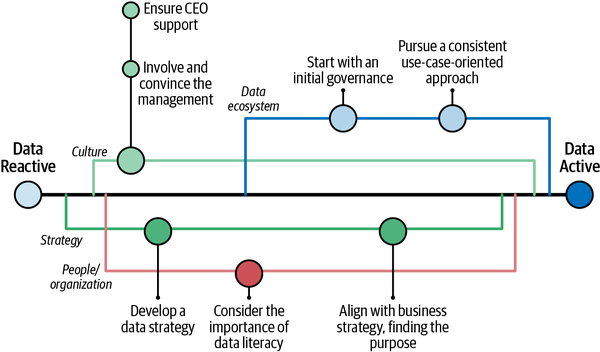 Ensure CEO
support
Involve and
convince the
management
Start with an
initial governance
Pursue a consistent
use-case-oriented
approach
Data
ecosystem
Data
Reactive
Culture
Data
Active
Strategy
People/
organization
Develop a
data strategy
Consider the
importance of
data literacy
Align with business
strategy, finding the
purpose